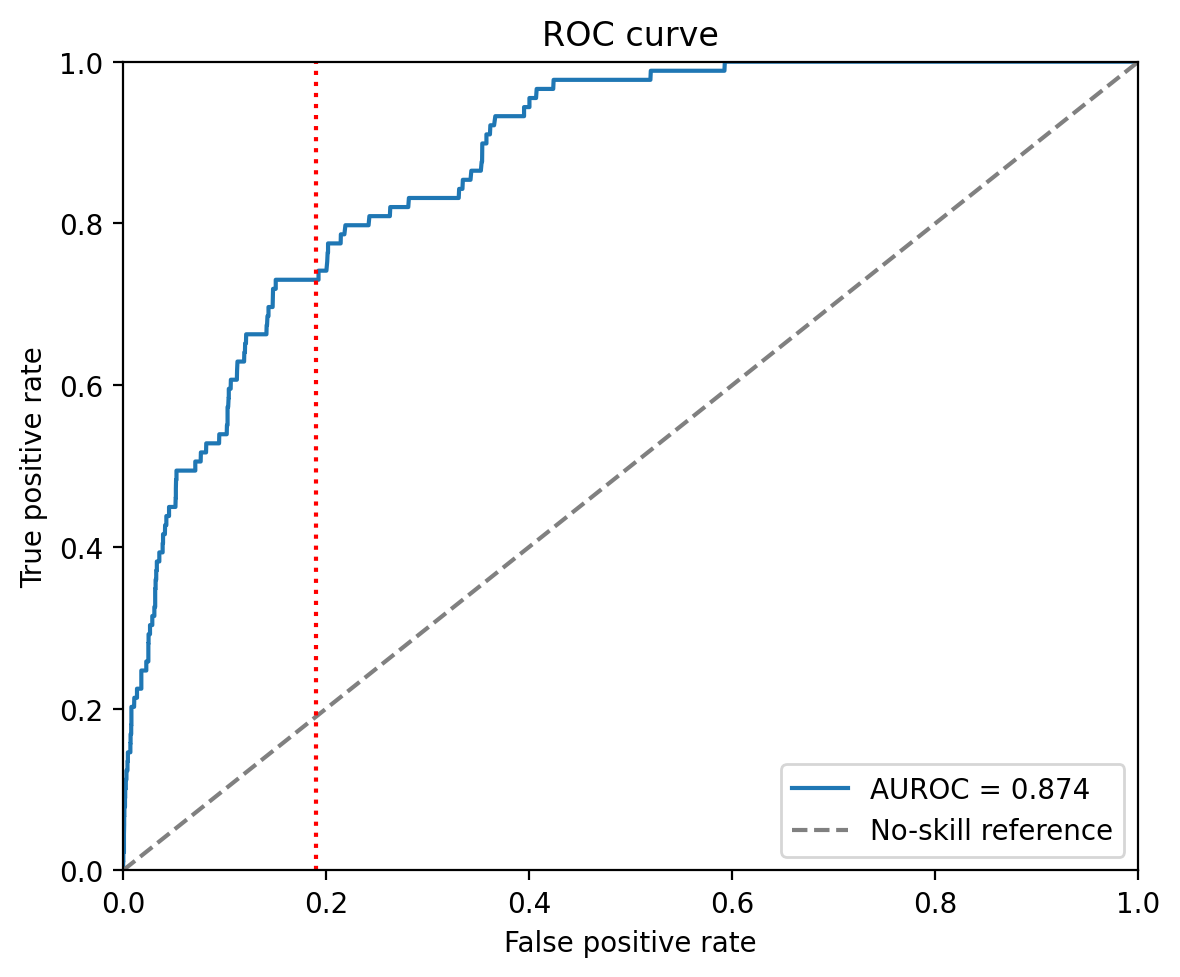 ROC curve
1.0
0.8
0.6
0.4
0.2
0.0
True positive rate
0.0 0.2 0.4 0.6 0.8 1.0
False positive rate
AUROC = 0.874
No-skill reference